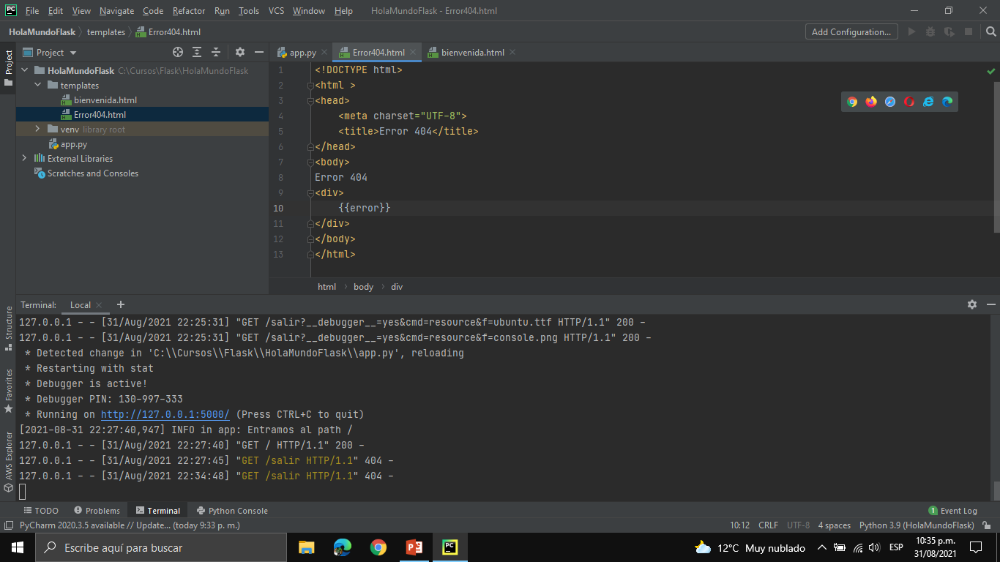 PC File Edit View Navigate Code Refactor Run Tools VCS Window Help HolaMundoFlask - Error404.html
HolaMundoFlask templates Error404.html Add Configuration...
Project
Project
app.py Error404.html bienvenida.html
HolaMundoFlask C:\Cursos\Flask\HolaMundoFlask
templates
bienvenida.html
Error404.html
venv library root
app.py
External Libraries
Scratches and Consoles
1 <!DOCTYPE html>
2 <html >
3 <head>
4 <meta charset="UTF-8">
5 <title>Error 404</title>
6 </head>
7 <body>
8 Error 404
9 <div>
10 {{error}}
11 </div>
12 </body>
13 </html>
html body div
Structure
Favorites
AWS Explorer
Terminal: Local +
127.0.0.1 - - [31/Aug/2021 22:25:31] "GET /salir?__debugger__=yes&cmd=resource&f=ubuntu.ttf HTTP/1.1" 200 -
127.0.0.1 - - [31/Aug/2021 22:25:31] "GET /salir?__debugger__=yes&cmd=resource&f=console.png HTTP/1.1" 200 -
* Detected change in 'C:\\Cursos\\Flask\\HolaMundoFlask\\app.py', reloading
* Restarting with stat
* Debugger is active!
* Debugger PIN: 130-997-333
* Running on http://127.0.0.1:5000/ (Press CTRL+C to quit)
[2021-08-31 22:27:40,947] INFO in app: Entramos al path /
127.0.0.1 - - [31/Aug/2021 22:27:40] "GET / HTTP/1.1" 200 -
127.0.0.1 - - [31/Aug/2021 22:27:45] "GET /salir HTTP/1.1" 404 -
127.0.0.1 - - [31/Aug/2021 22:34:48] "GET /salir HTTP/1.1" 404 -
TODO Problems Terminal Python Console 1 Event Log
PyCharm 2020.3.5 available // Update... (today 9:33 p. m.) 10:12 CRLF UTF-8 4 spaces Python 3.9 (HolaMundoFlask)
Escribe aquí para buscar
PC
12°C Muy nublado
ESP
10:35 p.m.
31/08/2021